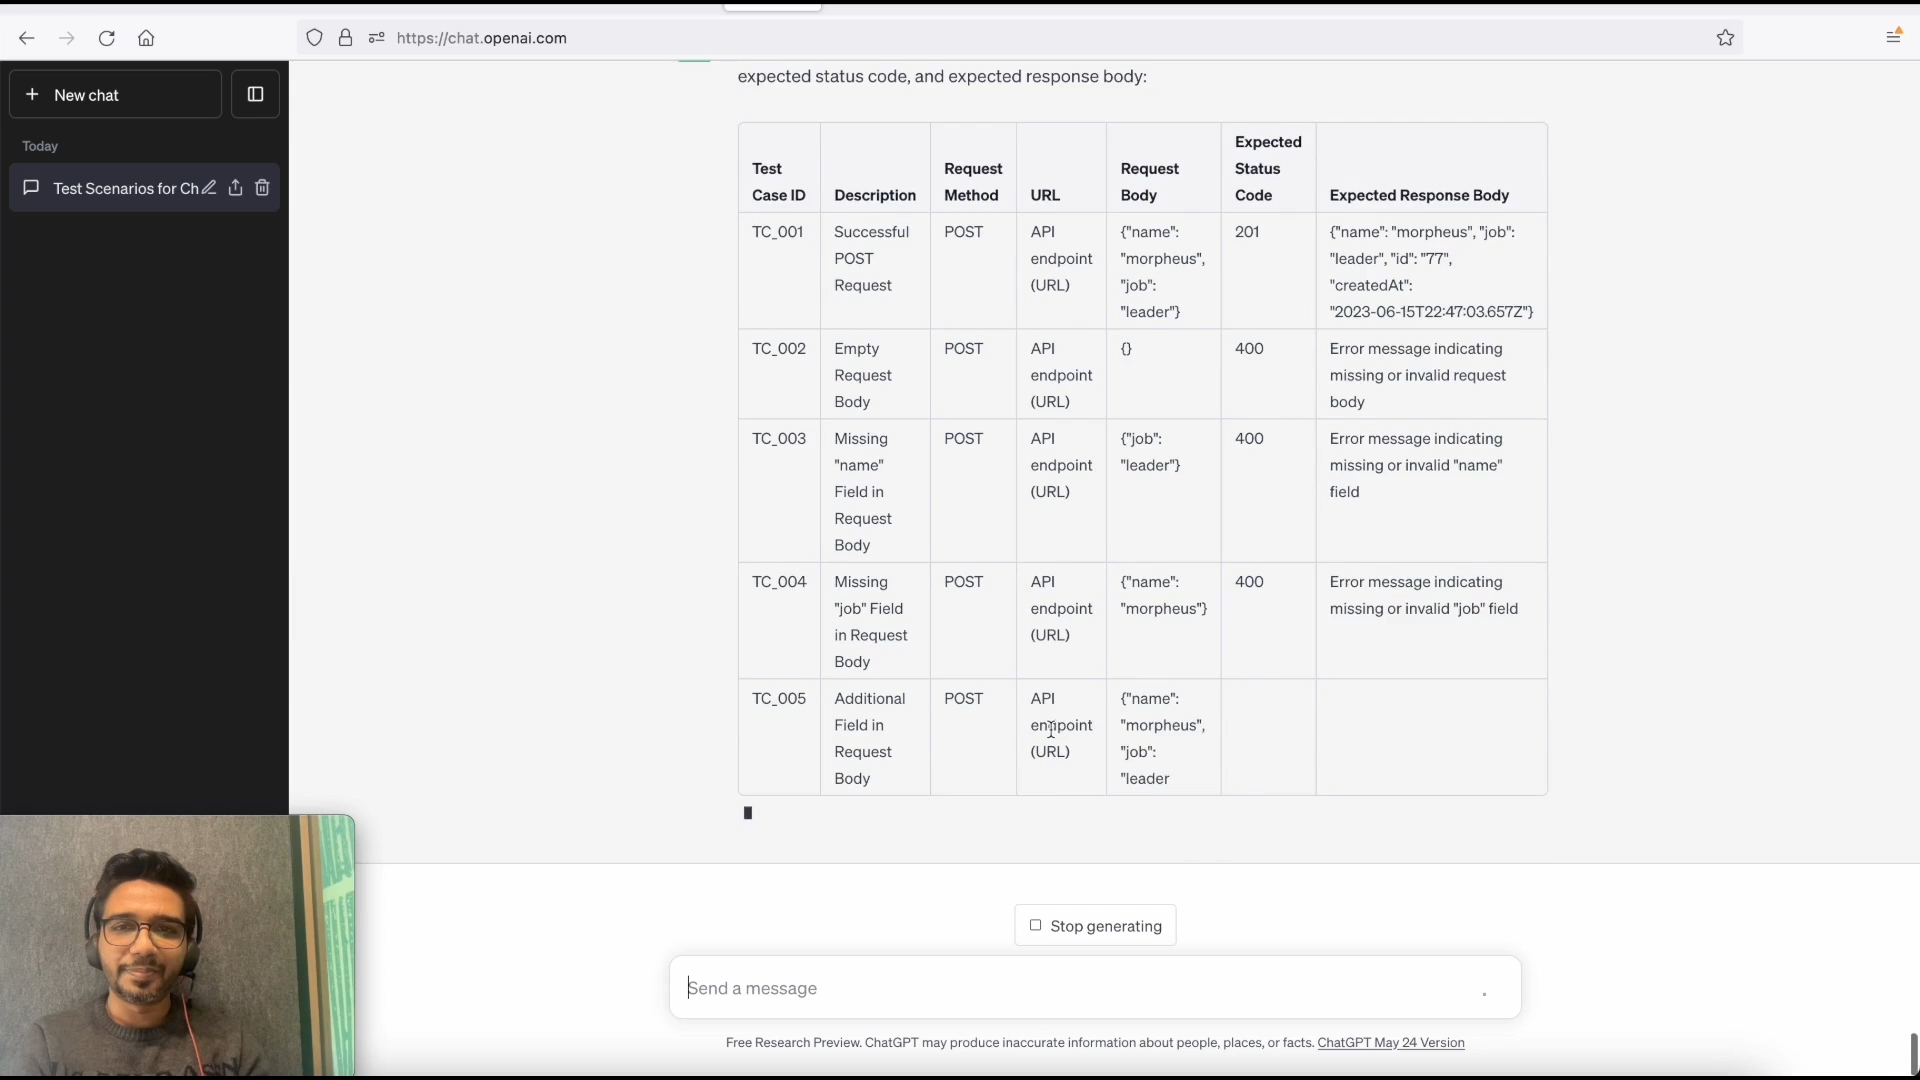 https://chat.openai.com
New chat
Today
Test Scenarios for Ch
expected status code, and expected response body:
Test Case ID
Description
Request Method
URL
Request Body
Expected Status Code
Expected Response Body
TC_001
Successful
POST
Request
POST
API
endpoint
(URL)
{"name":
"morpheus",
"job":
"leader"}
201
{"name": "morpheus", "job":
"leader", "id": "77",
"createdAt":
"2023-06-15T22:47:03.657Z"}
TC_002
Empty
Request
Body
POST
API
endpoint
(URL)
{}
400
Error message indicating
missing or invalid request
body
TC_003
Missing
"name"
Field in
Request
Body
POST
API
endpoint
(URL)
{"job":
"leader"}
400
Error message indicating
missing or invalid "name"
field
TC_004
Missing
"job" Field
in Request
Body
POST
API
endpoint
(URL)
{"name":
"morpheus"}
400
Error message indicating
missing or invalid "job" field
TC_005
Additional
Field in
Request
Body
POST
API
endpoint
(URL)
{"name":
"morpheus",
"job":
"leader
Stop generating
Send a message
Free Research Preview. ChatGPT may produce inaccurate information about people, places, or facts. ChatGPT May 24 Version